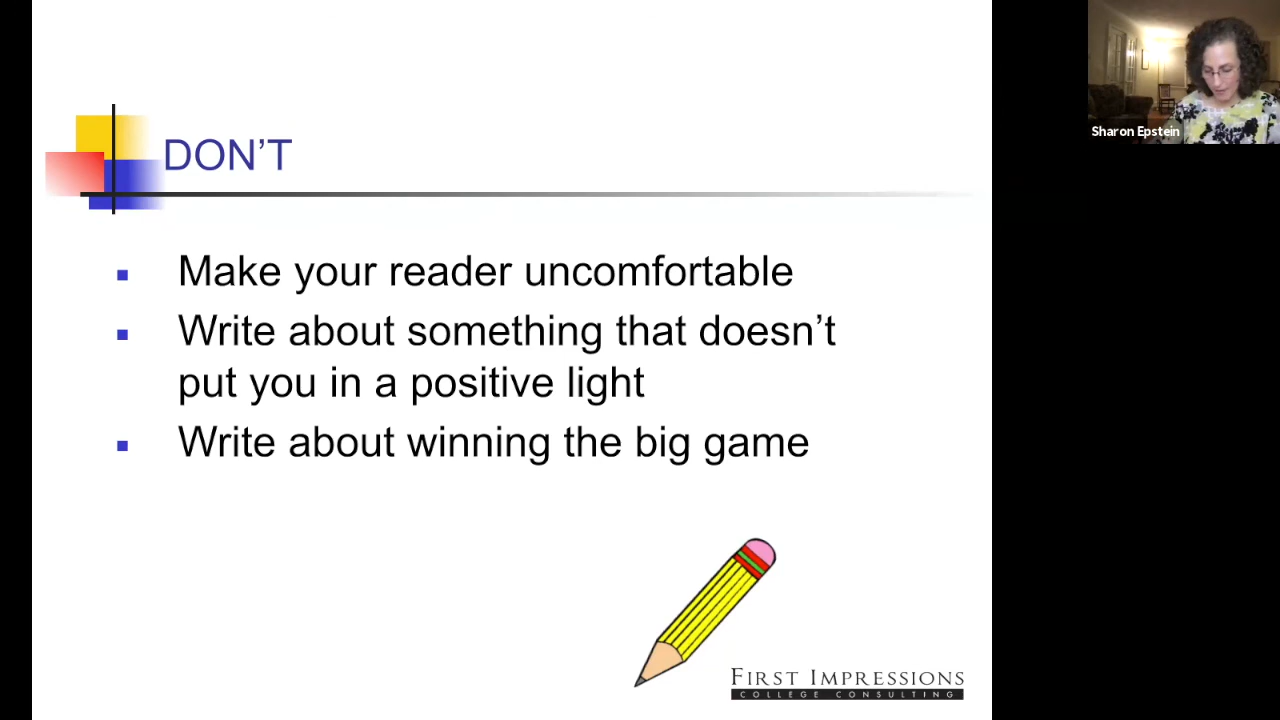 DON'T
Make your reader uncomfortable
Write about something that doesn't
put you in a positive light
Write about winning the big game
FIRST IMPRESSIONS
COLLEGE CONSULTING
Sharon Epstein